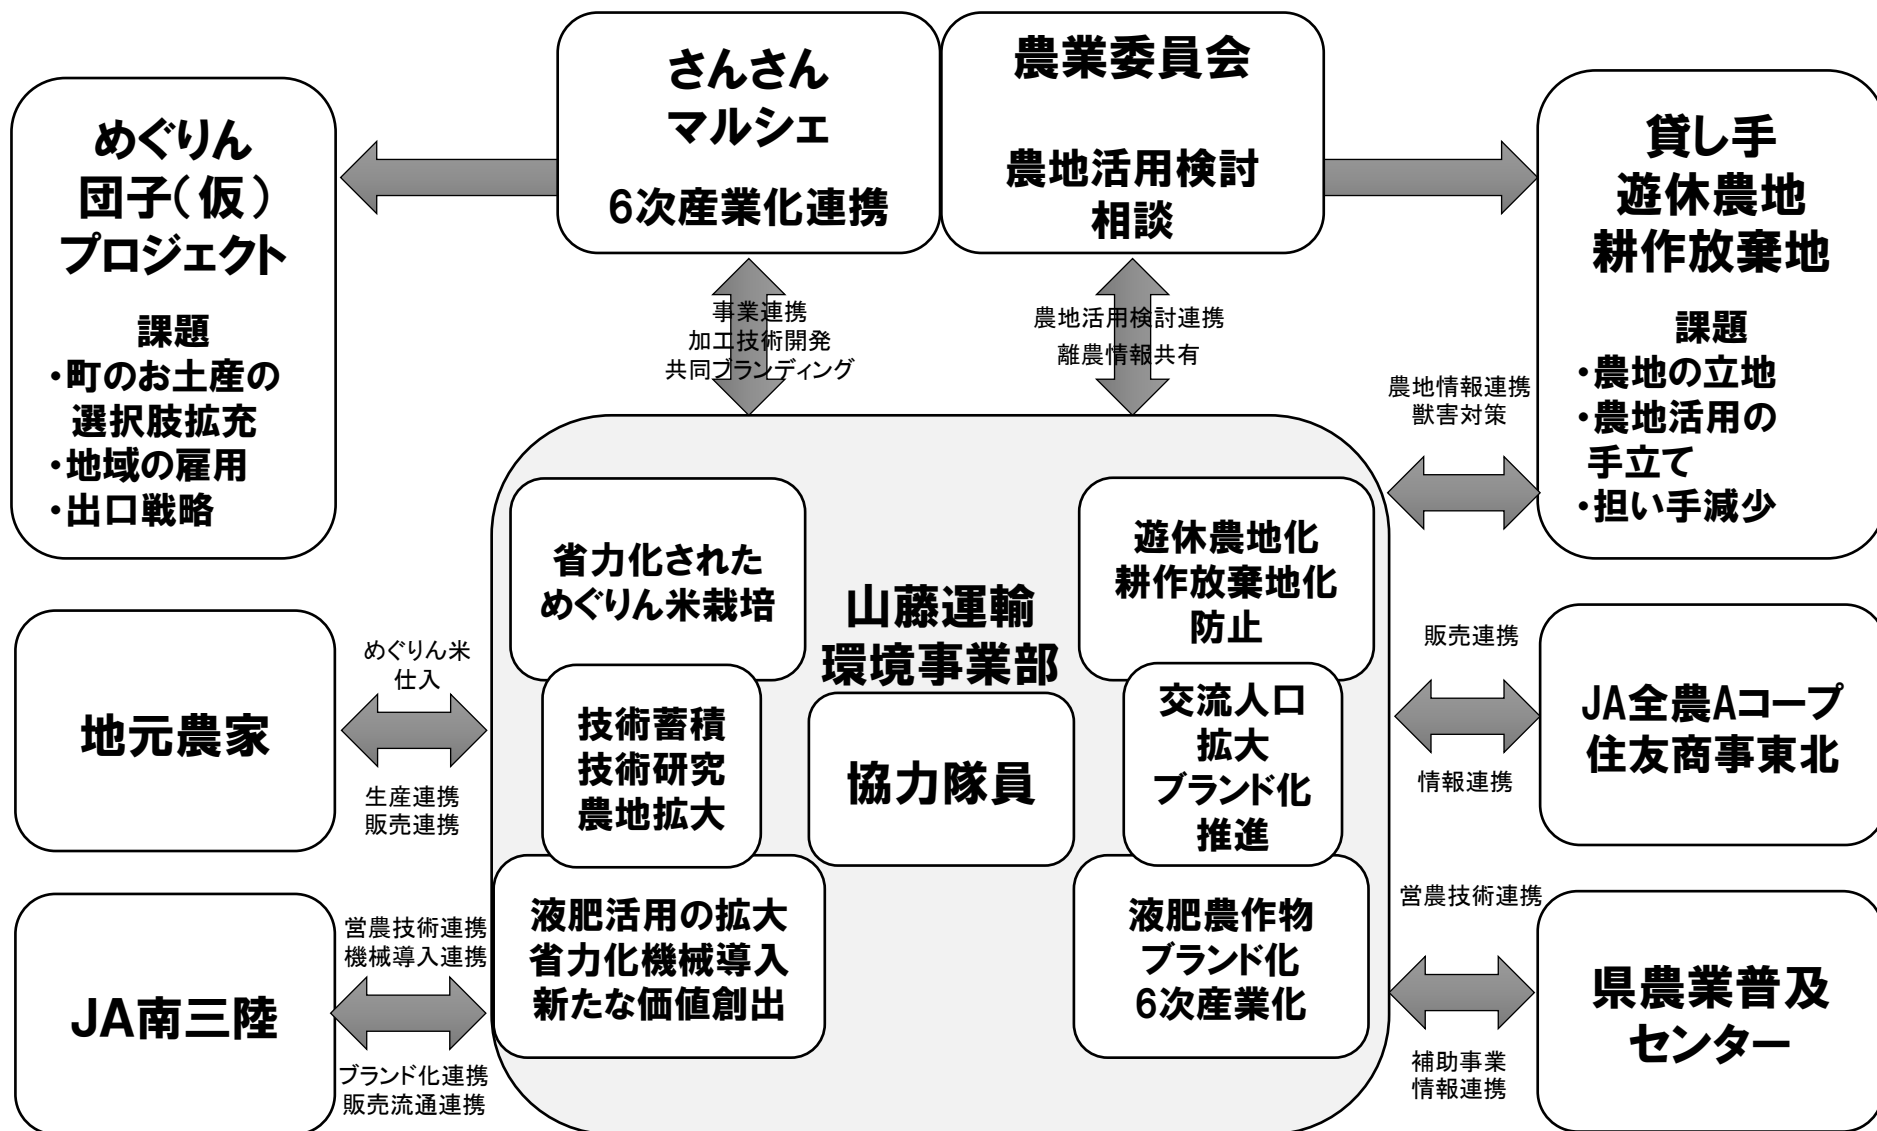 さんさん
マルシェ
6次産業化連携
農業委員会
農地活用検討
相談
めぐりん
団子(仮)
プロジェクト
課題
・町のお土産の
選択肢拡充
・地域の雇用
・出口戦略
貸し手
遊休農地
耕作放棄地
課題
・農地の立地
・農地活用の
手立て
・担い手減少
事業連携
加工技術開発
共同ブランディング
農地活用検討連携
離農情報共有
農地情報連携
獣害対策
省力化された
めぐりん米栽培
山藤運輸
環境事業部
遊休農地化
耕作放棄地化
防止
技術蓄積
技術研究
農地拡大
協力隊員
交流人口
拡大
ブランド化
推進
液肥活用の拡大
省力化機械導入
新たな価値創出
液肥農作物
ブランド化
6次産業化
地元農家
めぐりん米
仕入
生産連携
販売連携
販売連携
情報連携
JA全農Aコープ
住友商事東北
JA南三陸
営農技術連携
機械導入連携
ブランド化連携
販売流通連携
営農技術連携
補助事業
情報連携
県農業普及
センター